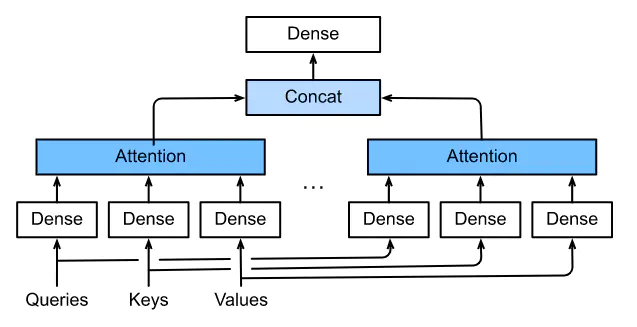 Dense
Concat
Attention
Attention
...
Dense Dense Dense Dense Dense Dense
Queries Keys Values